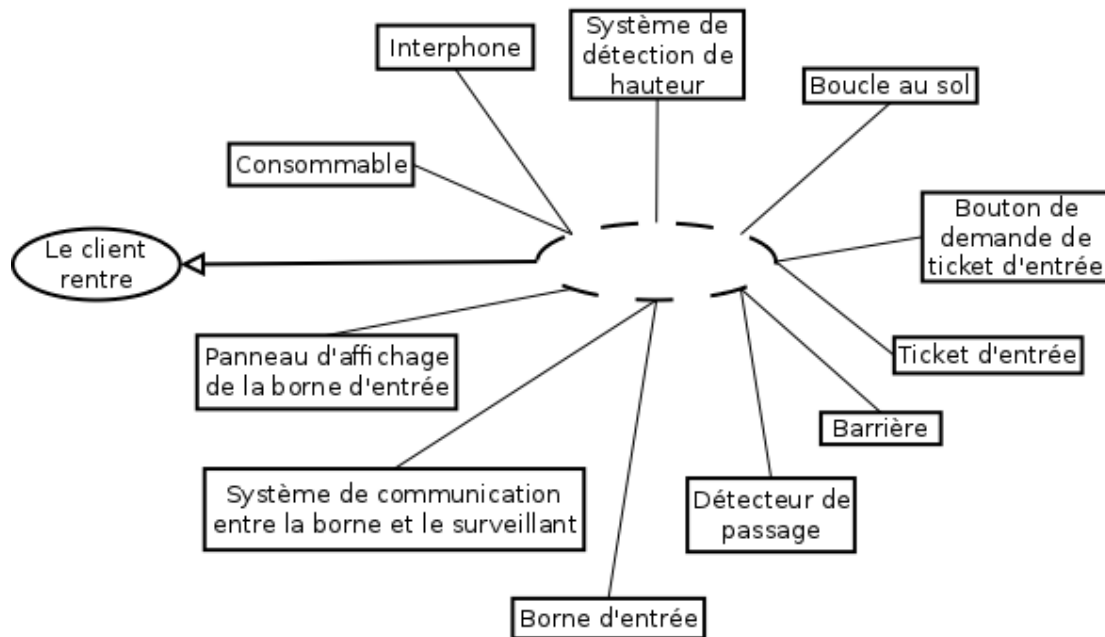 Interphone
Système de
détection de
hauteur
Boucle au sol
Consommable
Bouton de
demande de
ticket d'entrée
Le client
rentre
Panneau d'affichage
de la borne d'entrée
Ticket d'entrée
Barrière
Système de communication
entre la borne et le surveillant
Détecteur de
passage
Borne d'entrée